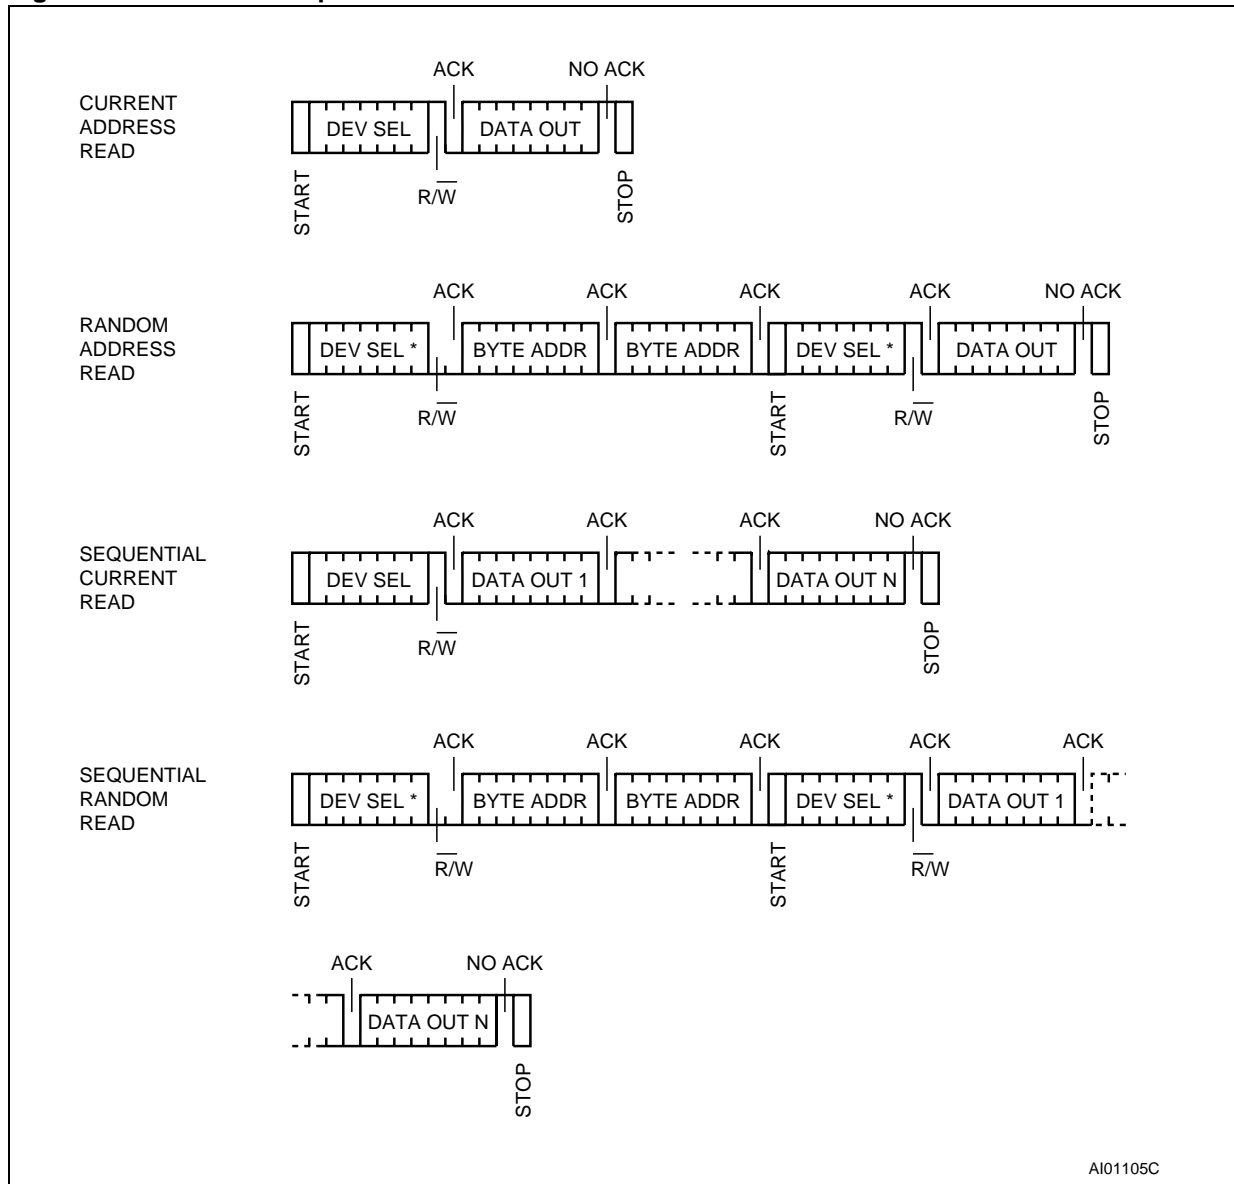 ACK NO ACK
CURRENT
ADDRESS
READ
DEV SEL DATA OUT
START R/W̅ STOP
ACK ACK ACK ACK NO ACK
RANDOM
ADDRESS
READ
DEV SEL * BYTE ADDR BYTE ADDR DEV SEL * DATA OUT
START R/W̅ START R/W̅ STOP
ACK ACK ACK NO ACK
SEQUENTIAL
CURRENT
READ
DEV SEL DATA OUT 1 DATA OUT N
START R/W̅ STOP
ACK ACK ACK ACK ACK
SEQUENTIAL
RANDOM
READ
DEV SEL * BYTE ADDR BYTE ADDR DEV SEL * DATA OUT 1
START R̅/W START R̅/W
ACK NO ACK
DATA OUT N
STOP
AI01105C